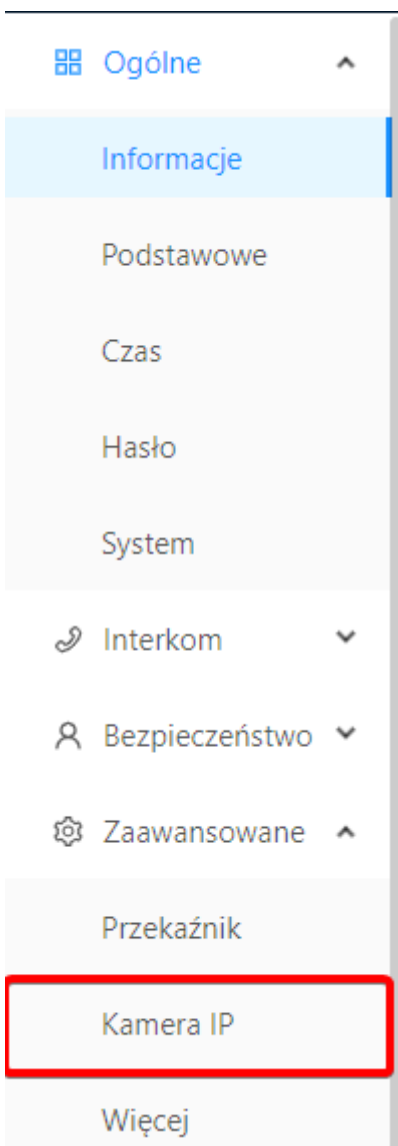 Ogólne
Informacje
Podstawowe
Czas
Hasło
System
Interkom
Bezpieczeństwo
Zaawansowane
Przekaźnik
Kamera IP
Więcej